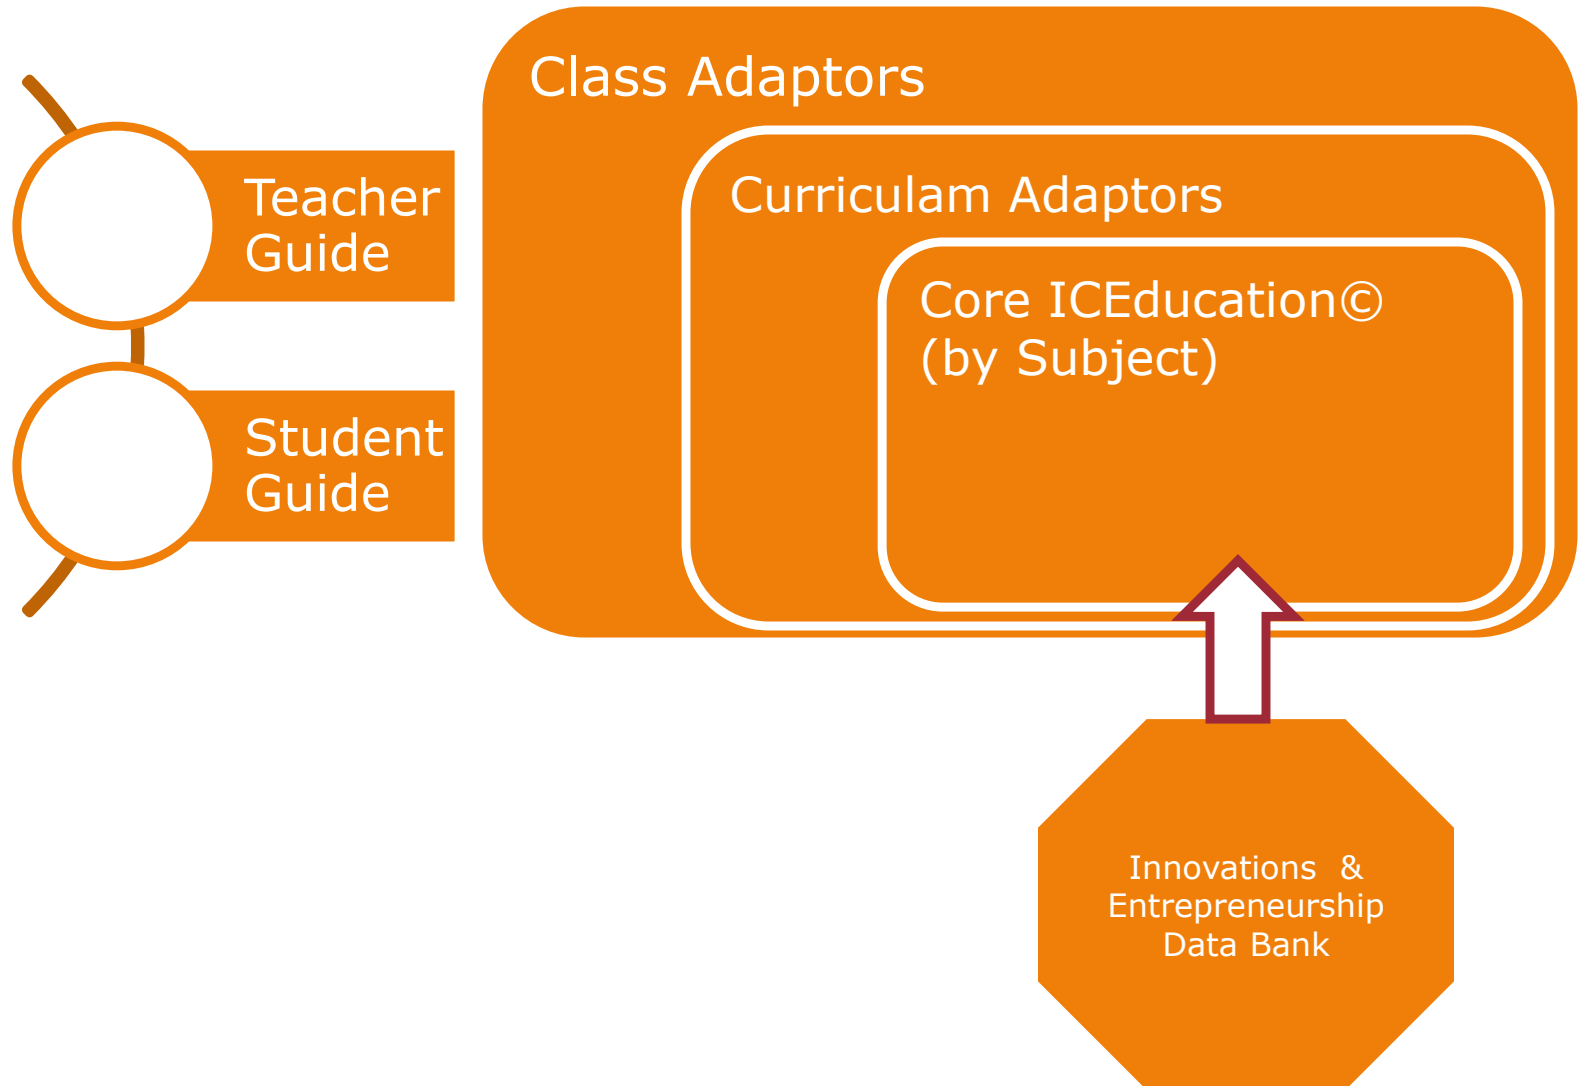 Class Adaptors
Curriculam Adaptors
Core ICEducation©
(by Subject)
Teacher
Guide
Student
Guide
Innovations  &
Entrepreneurship
Data Bank